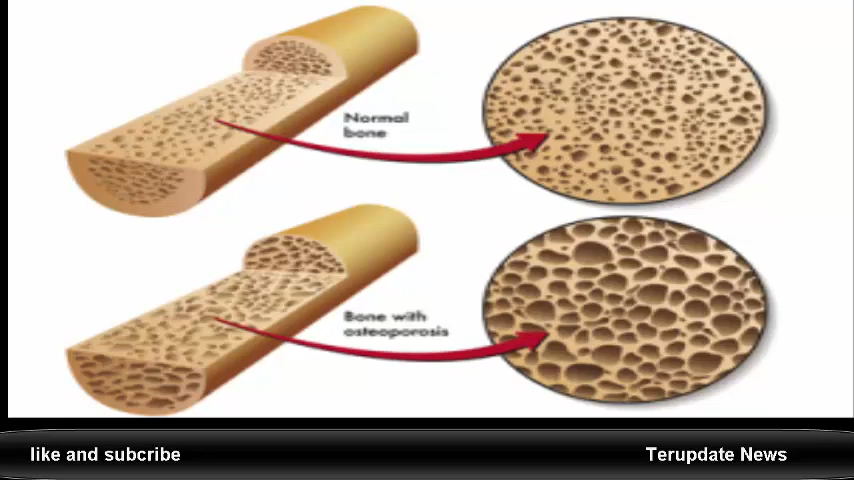 Normal
bone
Bone with
osteoporosis
like and subcribe
Terupdate News